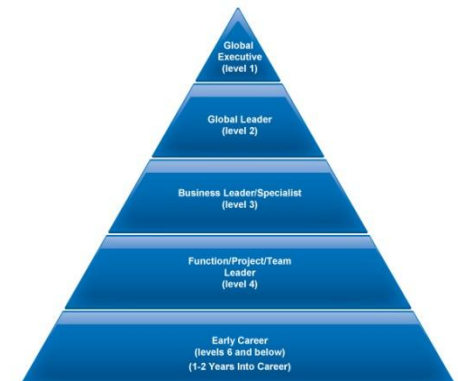 Global
Executive
(level 1)
Global Leader
(level 2)
Business Leader/Specialist
(level 3)
Function/Project/Team
Leader
(level 4)
Early Career
(levels 6 and below)
(1-2 Years Into Career)